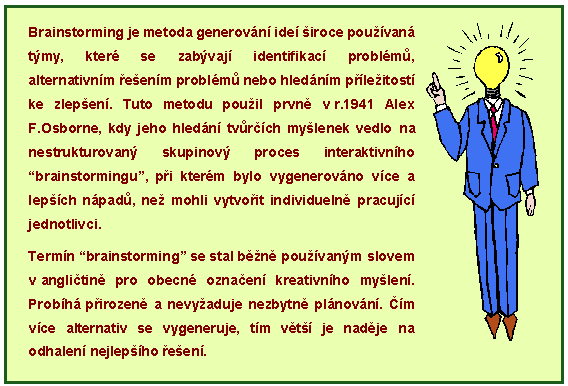 Brainstorming je metoda generování ideí široce používaná
týmy, které se zabývají identifikací problémů,
alternativním řešením problémů nebo hledáním příležitostí
ke zlepšení. Tuto metodu použil prvně v r.1941 Alex
F.Osborne, kdy jeho hledání tvůrčích myšlenek vedlo na
nestrukturovaný skupinový proces interaktivního
“brainstormingu”, při kterém bylo vygenerováno více a
lepších nápadů, než mohli vytvořit individuelně pracující
jednotlivci.
Termín “brainstorming” se stal běžně používaným slovem
v angličtině pro obecné označení kreativního myšlení.
Probíhá přirozeně a nevyžaduje nezbytně plánování. Čím
více alternativ se vygeneruje, tím větší je naděje na
odhalení nejlepšího řešení.